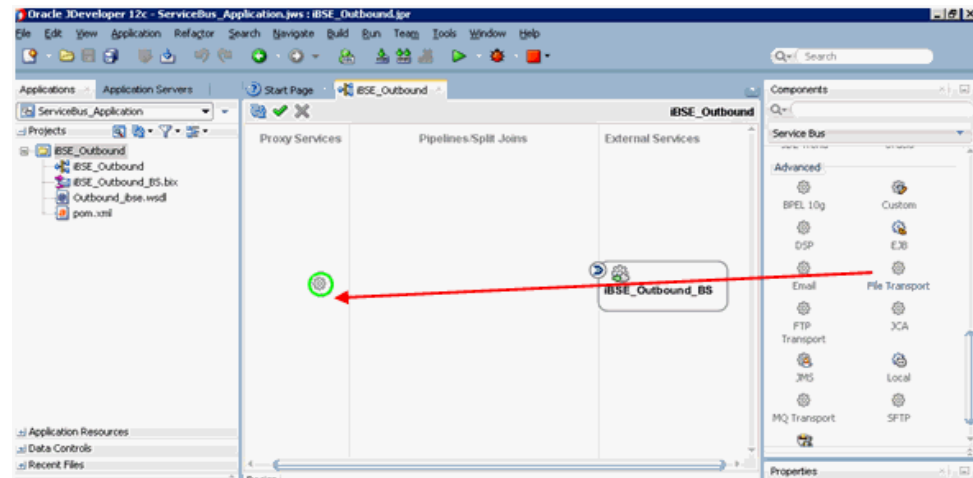 Oracle JDeveloper 12c - ServiceBus_Application.jws : iBSE_Outbound.jpr
File Edit View Application Refactor Search Navigate Build Run Team Tools Window Help
Search
Applications Application Servers
Start Page iBSE_Outbound
Components
ServiceBus_Application
iBSE_Outbound
Projects
Proxy Services Pipelines/Split Joins External Services
Service Bus
iBSE_Outbound
iBSE_Outbound
iBSE_Outbound_BS.bix
Outbound_ibse.wsdl
pom.xml
Advanced
BPEL 10g Custom
DSP EJB
iBSE_Outbound_BS
Email File Transport
FTP Transport JCA
JMS Local
MQ Transport SFTP
Application Resources
Data Controls
Recent Files
Properties